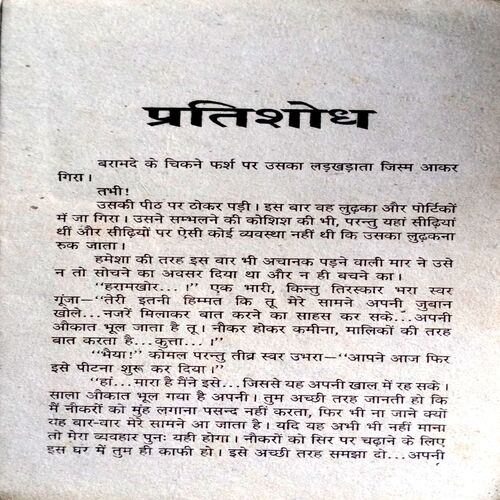 प्रतिशोध
बरामदे के चिकने फर्श पर उसका लड़खड़ाता जिस्म आकर
गिरा।
तभी!
उसकी पीठ पर ठोकर पड़ी। इस बार वह लुढ़का और पोर्टिको
में जा गिरा। उसने सम्भलने की कोशिश की भी, परन्तु यहां सीढ़ियां
थीं और सीढ़ियों पर ऐसी कोई व्यवस्था नहीं थी कि उसका लुढ़कना
रुक जाता।
हमेशा की तरह इस बार भी अचानक पड़ने वाली मार ने उसे
न तो सोचने का अवसर दिया था और न ही बचने का।
"हरामखोर...!" एक भारी, किन्तु तिरस्कार भरा स्वर
गूंजा—"तेरी इतनी हिम्मत कि तू मेरे सामने अपनी जुबान
खोले...नजरें मिलाकर बात करने का साहस कर सके...अपनी
औकात भूल जाता है तू। नौकर होकर कमीना, मालिकों की तरह
बात करता है...कुत्ता...।"
"भैया!" कोमल परन्तु तीव्र स्वर उभरा—"आपने आज फिर
इसे पीटना शुरू कर दिया।"
"हां...मारा है मैंने इसे...जिससे यह अपनी खाल में रह सके।
साला औकात भूल गया है अपनी। तुम अच्छी तरह जानती हो कि
मैं नौकरों को मुंह लगाना पसन्द नहीं करता, फिर भी ना जाने क्यों
यह बार-बार मेरे सामने आ जाता है। यदि यह अभी भी नहीं माना
तो मेरा व्यवहार पुनः यही होगा। नौकरों को सिर पर चढ़ाने के लिए
इस घर में तुम ही काफी हो। इसे अच्छी तरह समझा दो...अपनी